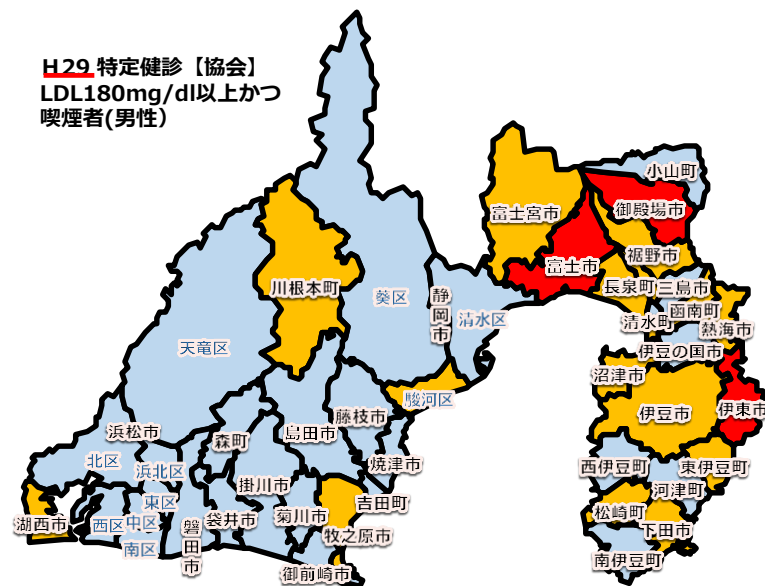 H29 特定健診【協会】
LDL180mg/dl以上かつ
喫煙者(男性)
小山町
御殿場市
富士宮市
裾野市
富士市
長泉町
三島市
函南町
清水町
熱海市
伊豆の国市
沼津市
伊豆市
伊東市
西伊豆町
東伊豆町
河津町
松崎町
下田市
南伊豆町
川根本町
葵区
静岡市
清水区
駿河区
天竜区
浜松市
北区
浜北区
森町
島田市
藤枝市
焼津市
掛川市
吉田町
湖西市
西区
中区
東区
南区
磐田市
袋井市
菊川市
牧之原市
御前崎市